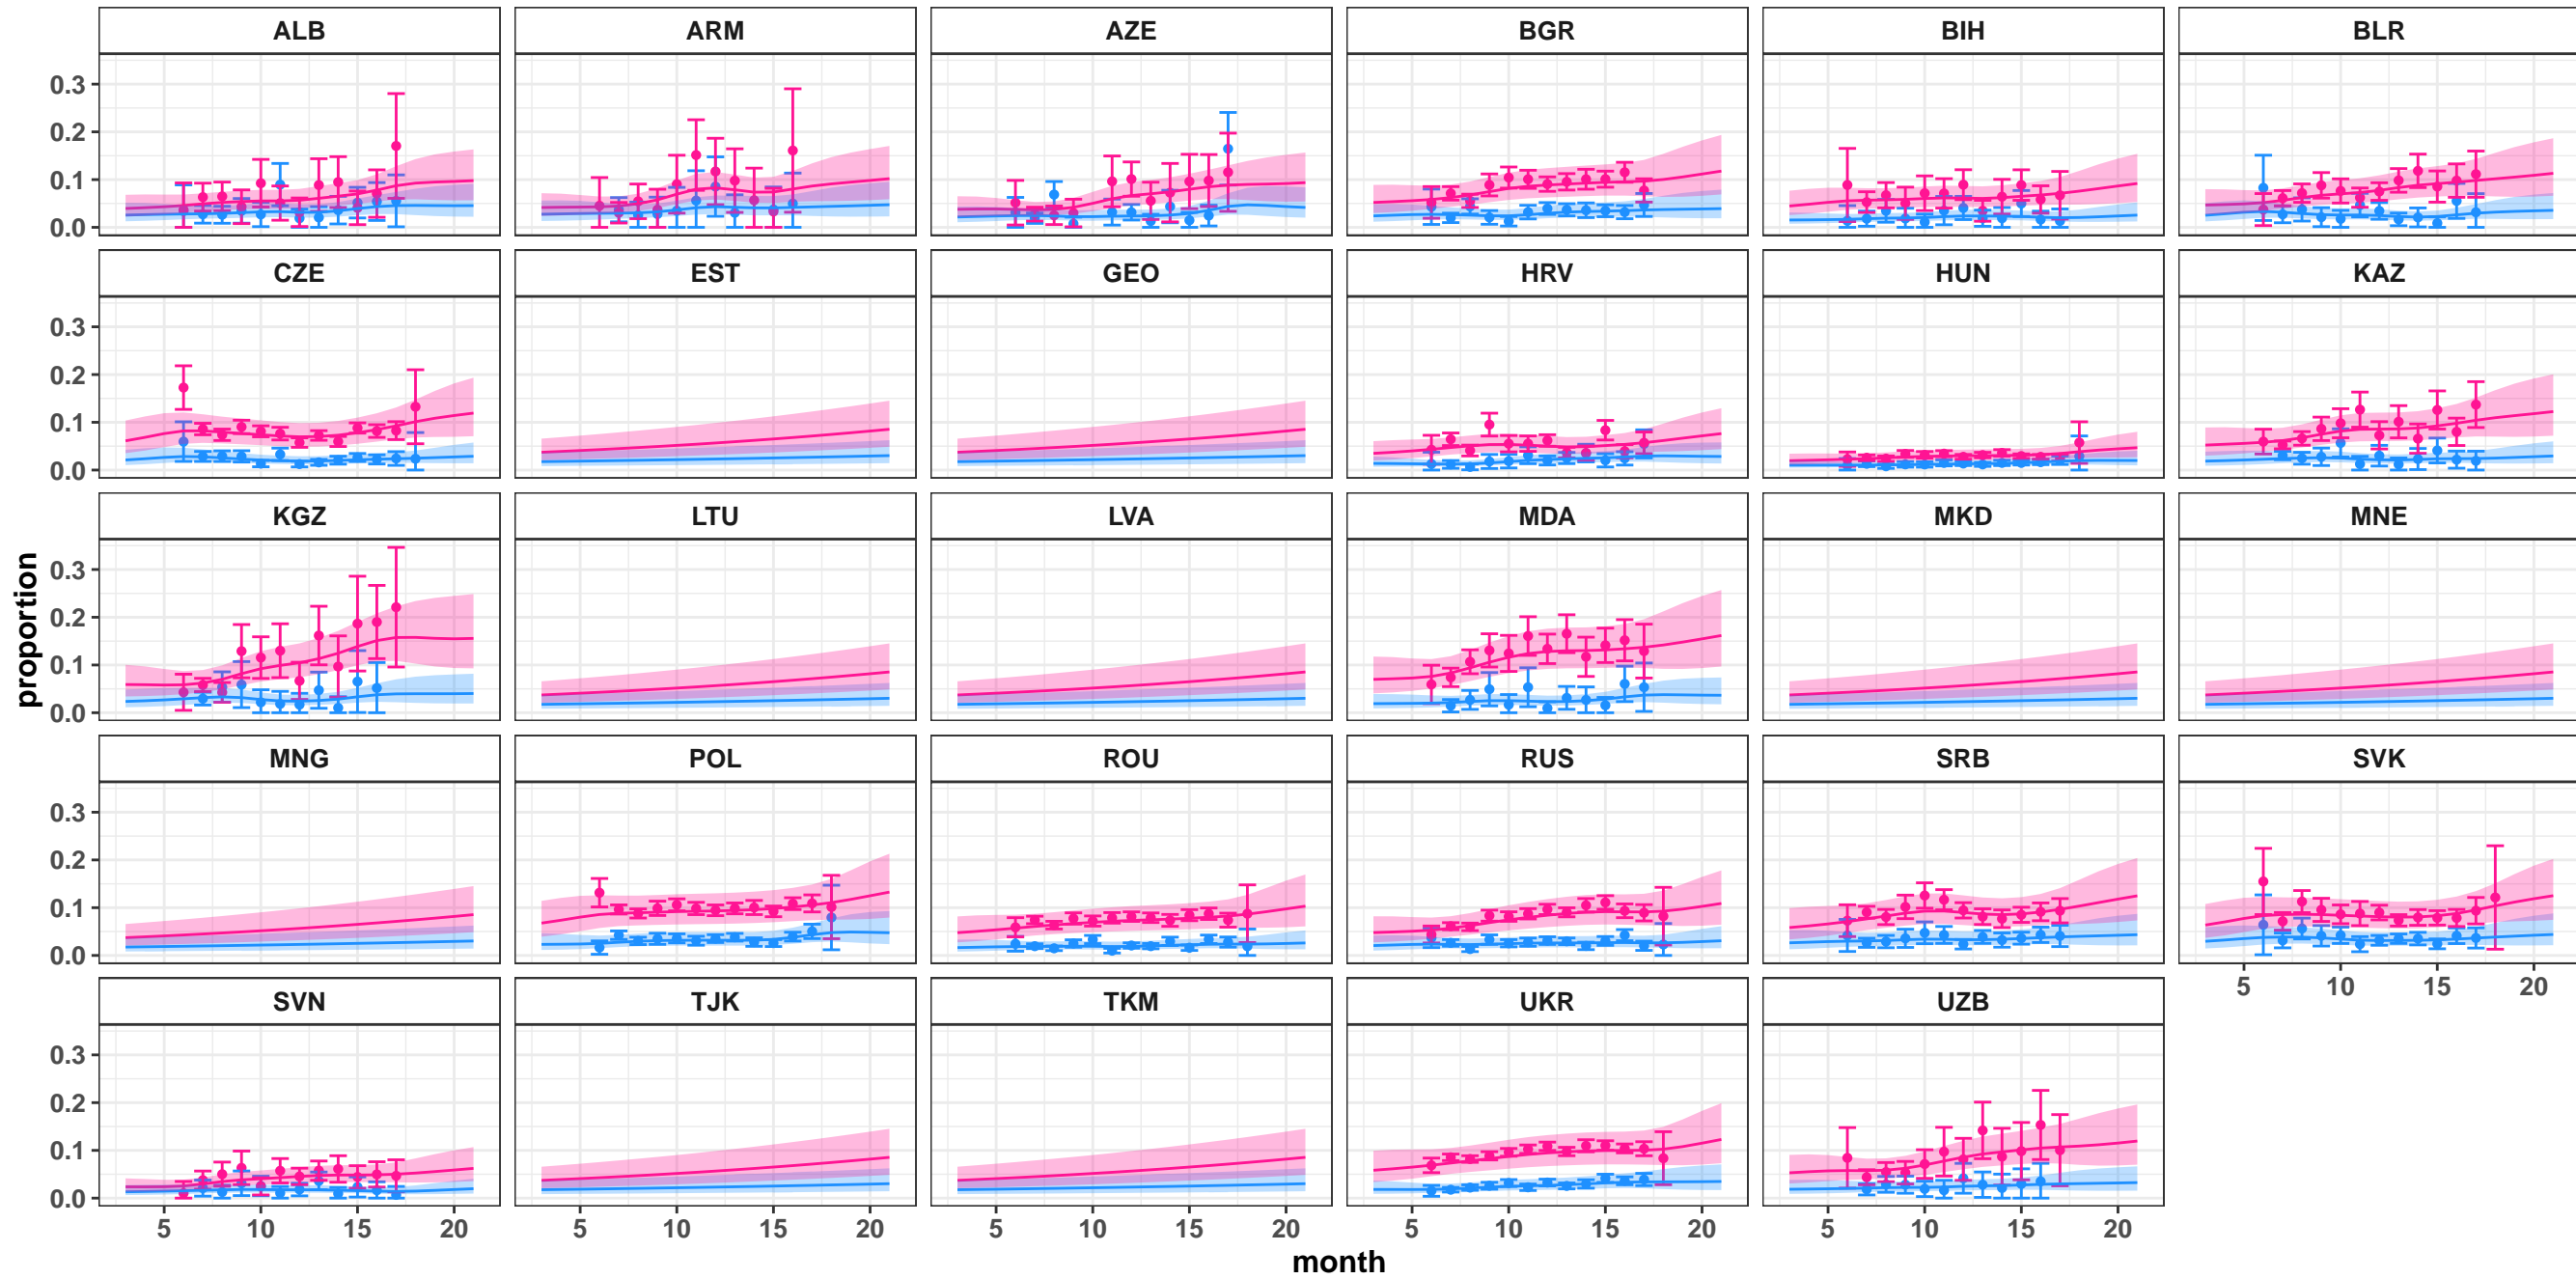 ALB ARM AZE BGR BIH BLR
0.3
0.2
0.1
0.0
CZE EST GEO HRV HUN KAZ
0.3
0.2
0.1
0.0
KGZ LTU LVA MDA MKD MNE
0.3
0.2
0.1
0.0
proportion
MNG POL ROU RUS SRB SVK
0.3
0.2
0.1
0.0
5 10 15 20
SVN TJK TKM UKR UZB
0.3
0.2
0.1
0.0
5 10 15 20 5 10 15 20 5 10 15 20 5 10 15 20 5 10 15 20
month